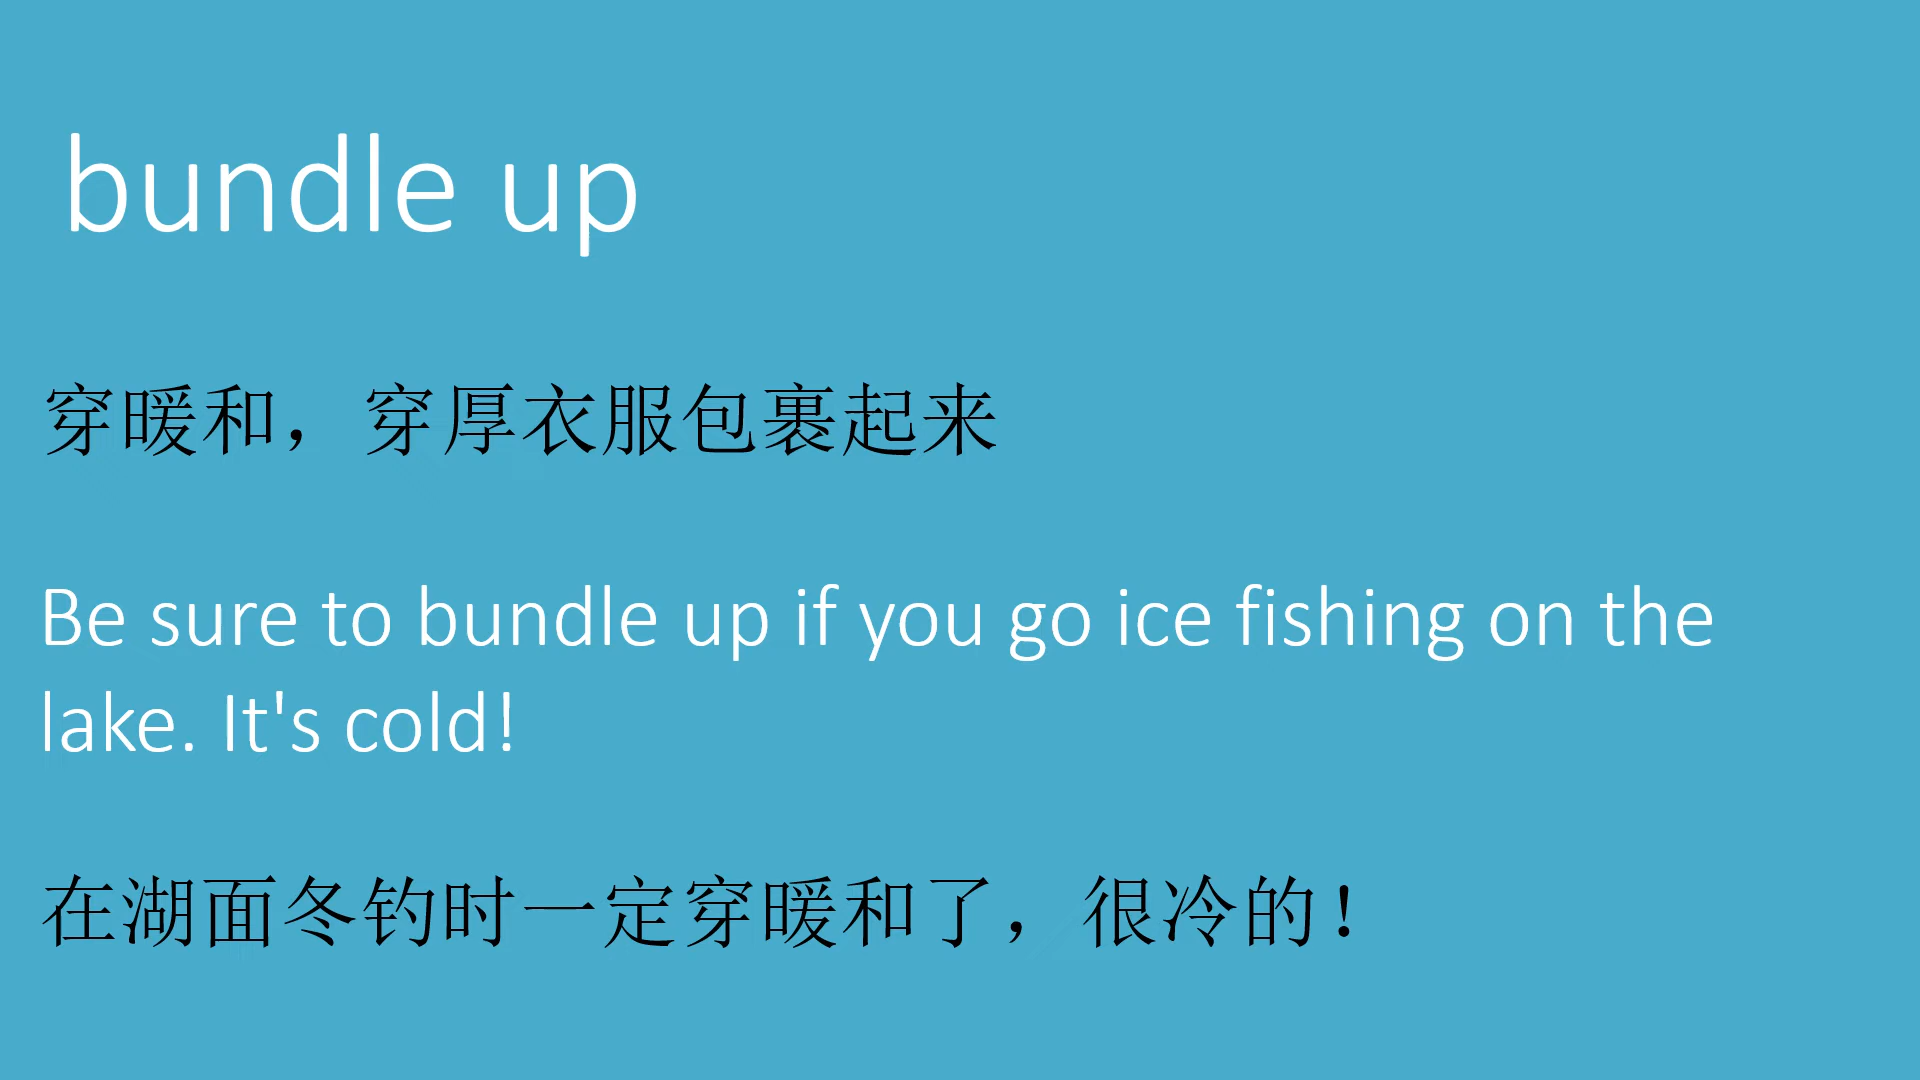 bundle up
穿暖和，穿厚衣服包裹起来
Be sure to bundle up if you go ice fishing on the
lake. It's cold!
在湖面冬钓时一定穿暖和了，很冷的！